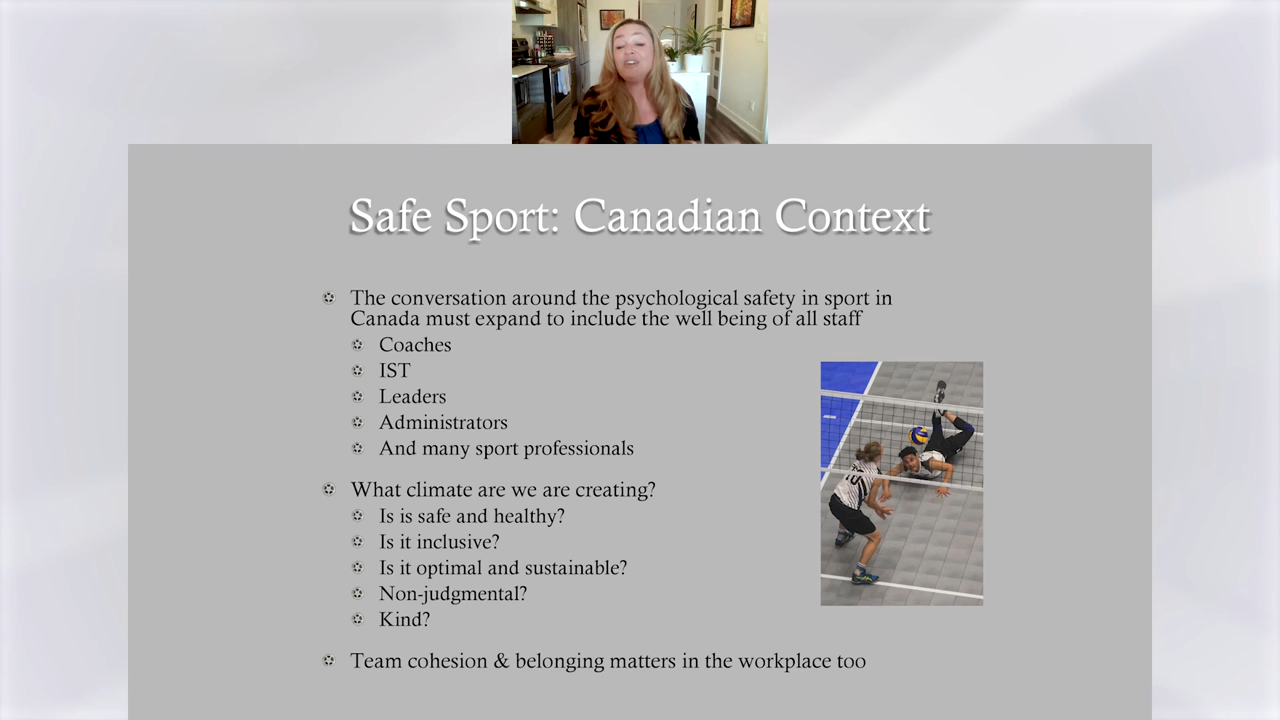 Safe Sport: Canadian Context
The conversation around the psychological safety in sport in
Canada must expand to include the well being of all staff
Coaches
IST
Leaders
Administrators
And many sport professionals
What climate are we are creating?
Is is safe and healthy?
Is it inclusive?
Is it optimal and sustainable?
Non-judgmental?
Kind?
Team cohesion & belonging matters in the workplace too